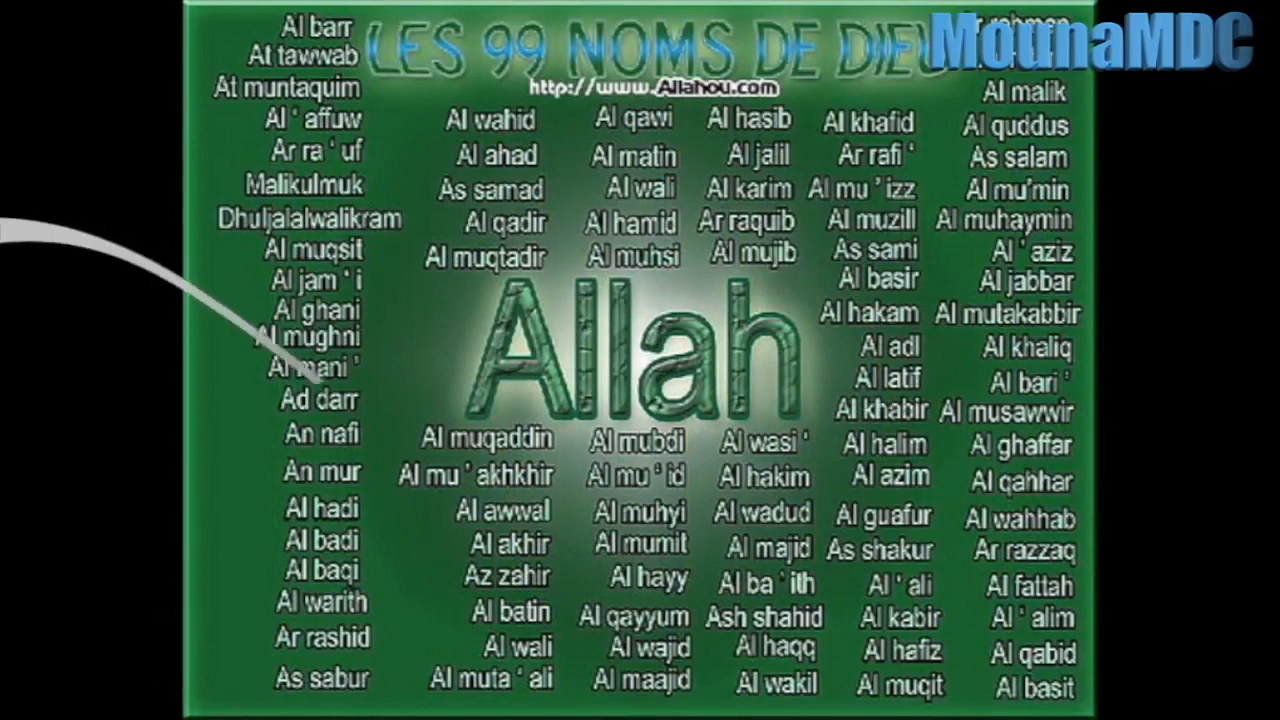 LES 99 NOMS DE DIEU
MounaMDC
http://www.Allahou.com
Al barr
At tawwab
At muntaquim
Al ' affuw
Ar ra ' uf
Malikulmuk
Dhuljalalwalikram
Al muqsit
Al jam ' i
Al ghani
Al mughni
Al mani '
Ad darr
An nafi
An mur
Al hadi
Al badi
Al baqi
Al warith
Ar rashid
As sabur
Al wahid
Al ahad
As samad
Al qadir
Al muqtadir
Al qawi
Al matin
Al wali
Al hamid
Al muhsi
Al hasib
Al jalil
Al karim
Ar raquib
Al mujib
Allah
Al muqaddin
Al mu ' akhkhir
Al awwal
Al akhir
Az zahir
Al batin
Al wali
Al muta ' ali
Al mubdi
Al mu ' id
Al muhyi
Al mumit
Al hayy
Al qayyum
Al wajid
Al maajid
Al wasi '
Al hakim
Al wadud
Al majid
Al ba ' ith
Ash shahid
Al haqq
Al wakil
Al khafid
Ar rafi '
Al mu ' izz
Al muzill
As sami
Al basir
Al hakam
Al adl
Al latif
Al khabir
Al halim
Al azim
Al guafur
As shakur
Al ' ali
Al kabir
Al hafiz
Al muqit
Al malik
Al quddus
As salam
Al mu'min
Al muhaymin
Al ' aziz
Al jabbar
Al mutakabbir
Al khaliq
Al bari '
Al musawwir
Al ghaffar
Al qahhar
Al wahhab
Ar razzaq
Al fattah
Al ' alim
Al qabid
Al basit